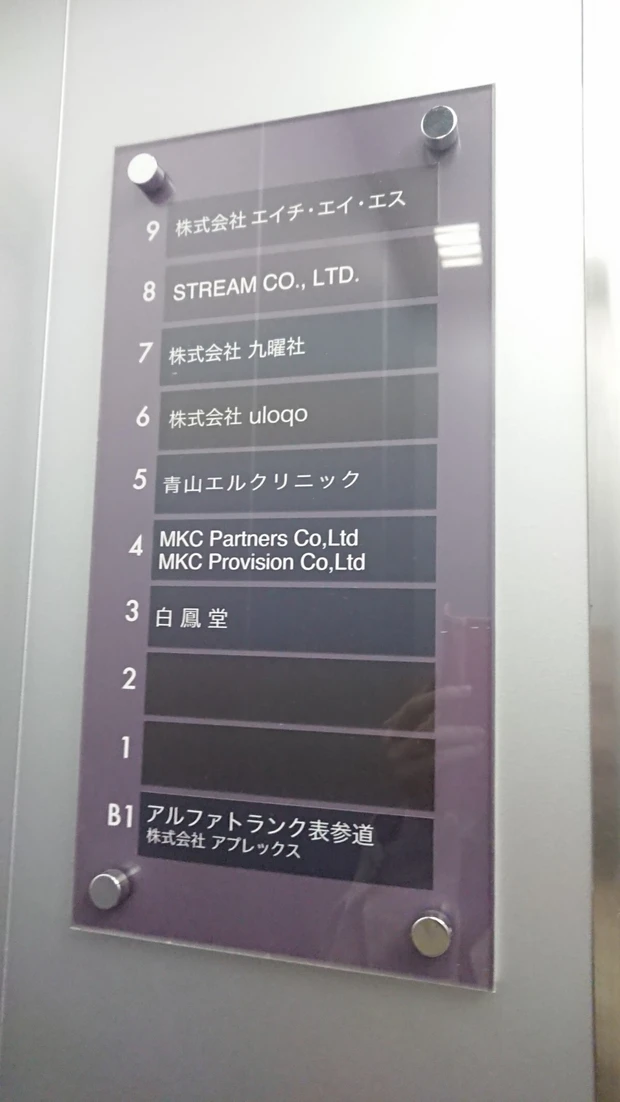 9 株式会社 エイチ・エイ・エス
8 STREAM CO., LTD.
7 株式会社 九曜社
6 株式会社 uloqo
5 青山エルクリニック
4 MKC Partners Co,Ltd
MKC Provision Co,Ltd
3 白鳳堂
2
1
B1 アルファトランク表参道
株式会社 アプレックス